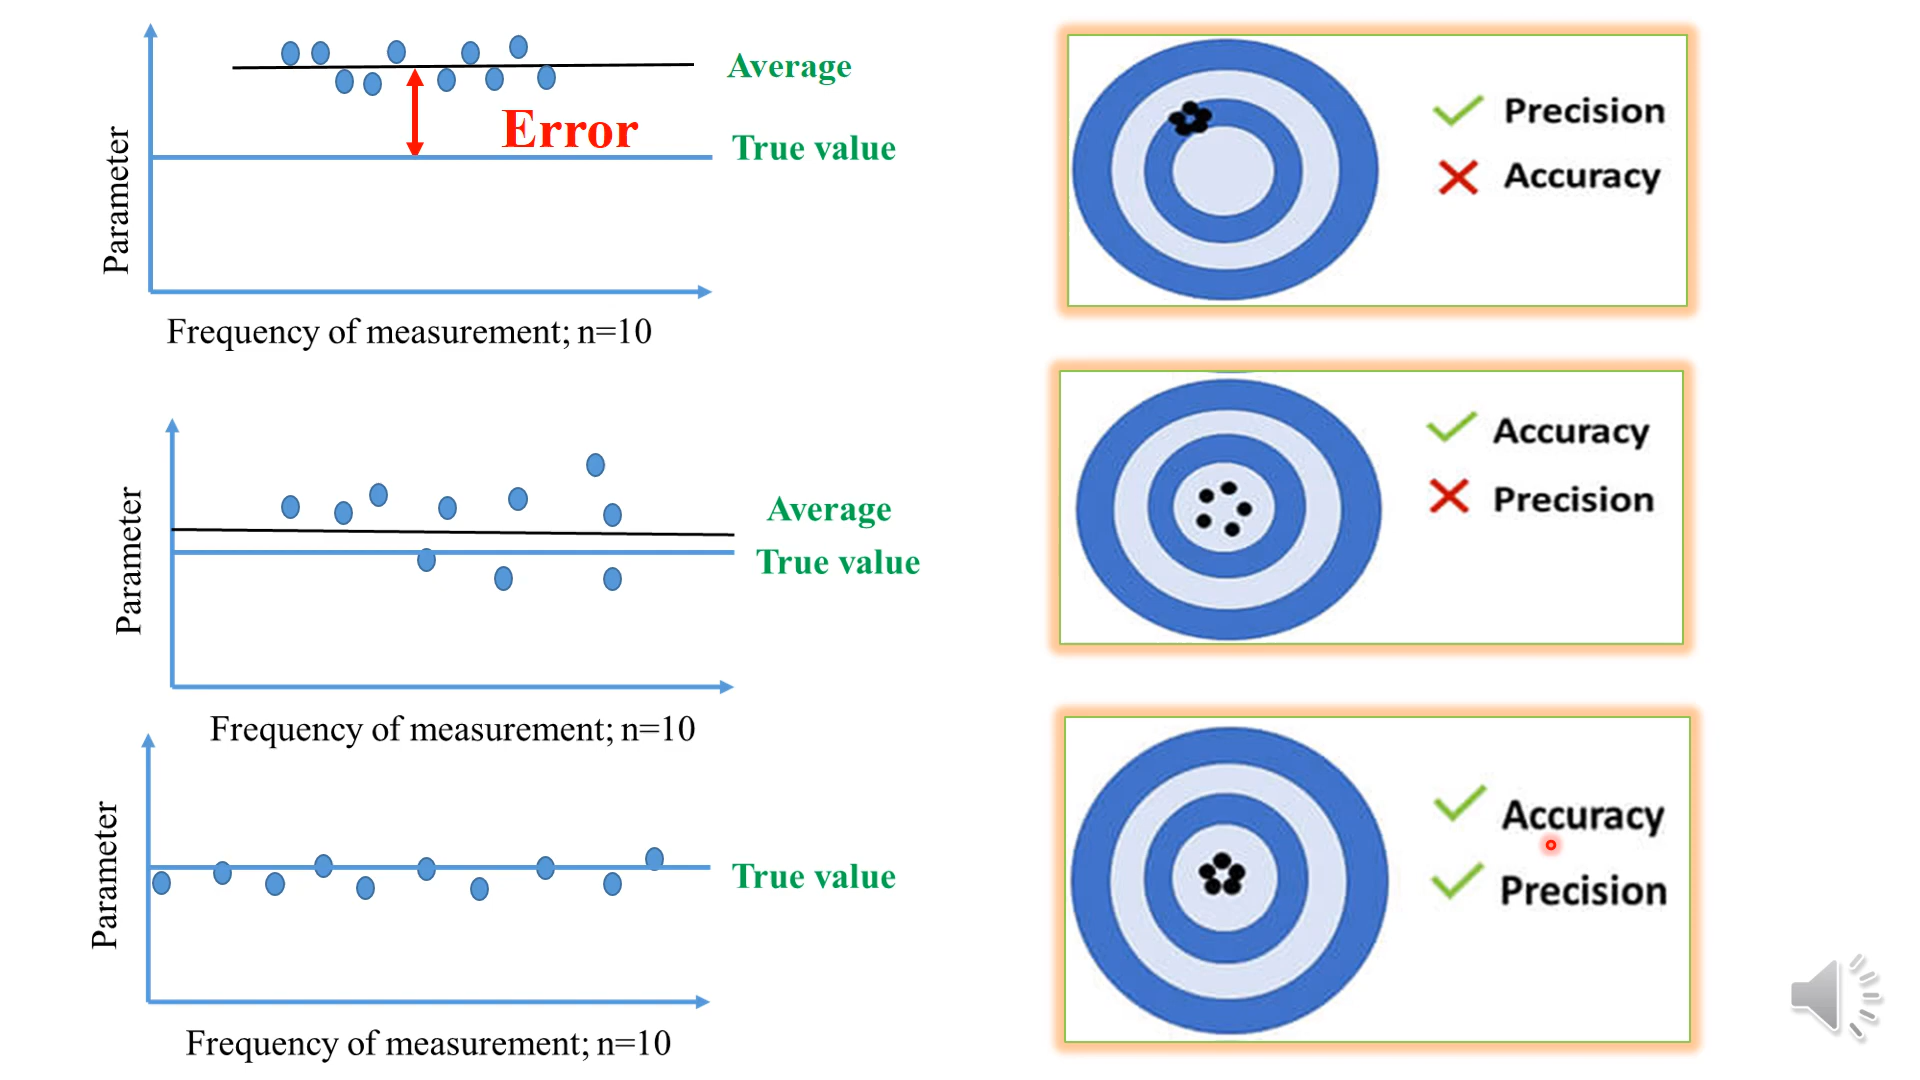 Average
Error
True value
Parameter
Frequency of measurement; n=10
Precision
Accuracy
Average
True value
Parameter
Frequency of measurement; n=10
Accuracy
Precision
True value
Parameter
Frequency of measurement; n=10
Accuracy
Precision